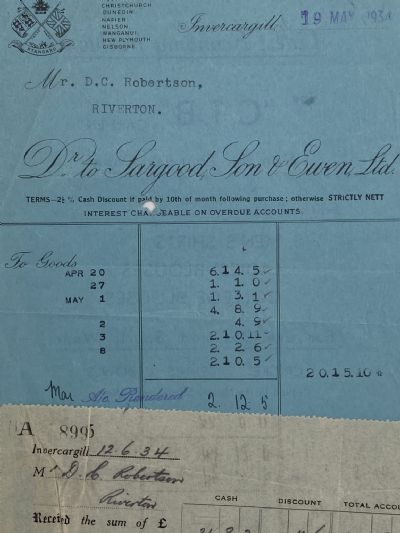 CHRISTCHURCH
DUNEDIN
NAPIER
NELSON
WANGANUI
NEW PLYMOUTH
GISBORNE
STANDARD
Invercargill, 19 MAY 1934
Mr. D.C. Robertson,
RIVERTON.
Dr. to Sargood, Son & Ewen, Ltd.
TERMS—2½ % Cash Discount if paid by 10th of month following purchase; otherwise STRICTLY NETT
INTEREST CHARGEABLE ON OVERDUE ACCOUNTS.
To Goods
APR 20 6.14.5
27 1.1.0
MAY 1 1.3.1
4.8.9
2 4.9
3 2.10.11
8 2.2.6
2.10.5
20.15.10
Mar A/c Rendered 2.12.5
A 8995
Invercargill 12.6.34
Mr D. C. Robertson
Riverton
CASH DISCOUNT TOTAL ACCOU
Received the sum of £